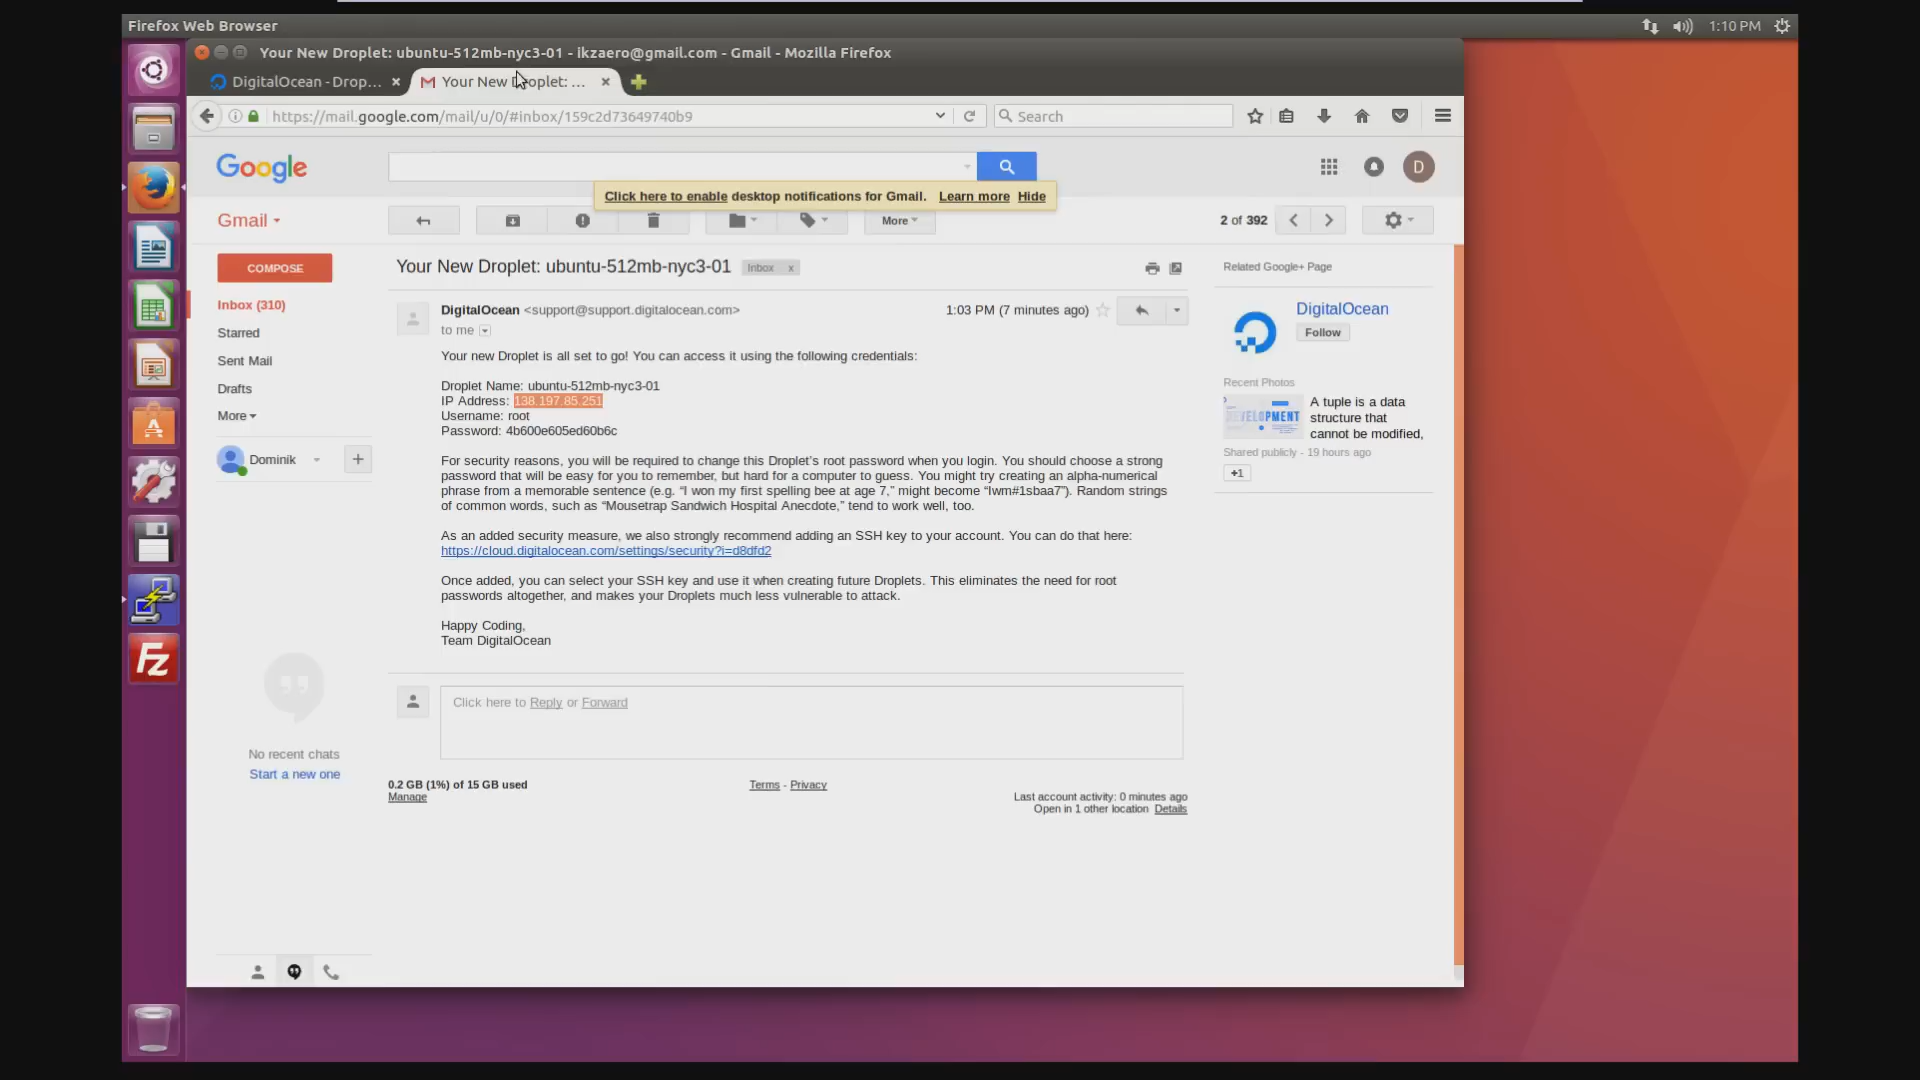 Firefox Web Browser
1:10 PM
Your New Droplet: ubuntu-512mb-nyc3-01 - ikzaero@gmail.com - Gmail - Mozilla Firefox
DigitalOcean - Drop...
Your New Droplet: ...
https://mail.google.com/mail/u/0/#inbox/159c2d73649740b9
Search
Google
D
Click here to enable desktop notifications for Gmail. Learn more Hide
Gmail
More
2 of 392
COMPOSE
Inbox (310)
Starred
Sent Mail
Drafts
More
Dominik
No recent chats
Start a new one
Your New Droplet: ubuntu-512mb-nyc3-01
Inbox x
DigitalOcean <support@support.digitalocean.com>
1:03 PM (7 minutes ago)
to me
Your new Droplet is all set to go! You can access it using the following credentials:
Droplet Name: ubuntu-512mb-nyc3-01
IP Address: 138.197.85.251
Username: root
Password: 4b600e605ed60b6c
For security reasons, you will be required to change this Droplet's root password when you login. You should choose a strong
password that will be easy for you to remember, but hard for a computer to guess. You might try creating an alpha-numerical
phrase from a memorable sentence (e.g. “I won my first spelling bee at age 7,” might become “Iwm#1sbaa7”). Random strings
of common words, such as “Mousetrap Sandwich Hospital Anecdote,” tend to work well, too.
As an added security measure, we also strongly recommend adding an SSH key to your account. You can do that here:
https://cloud.digitalocean.com/settings/security?i=d8dfd2
Once added, you can select your SSH key and use it when creating future Droplets. This eliminates the need for root
passwords altogether, and makes your Droplets much less vulnerable to attack.
Happy Coding,
Team DigitalOcean
Click here to Reply or Forward
0.2 GB (1%) of 15 GB used
Manage
Terms - Privacy
Last account activity: 0 minutes ago
Open in 1 other location Details
Related Google+ Page
DigitalOcean
Follow
Recent Photos
DEVELOPMENT
A tuple is a data
structure that
cannot be modified,
Shared publicly - 19 hours ago
+1
Fz